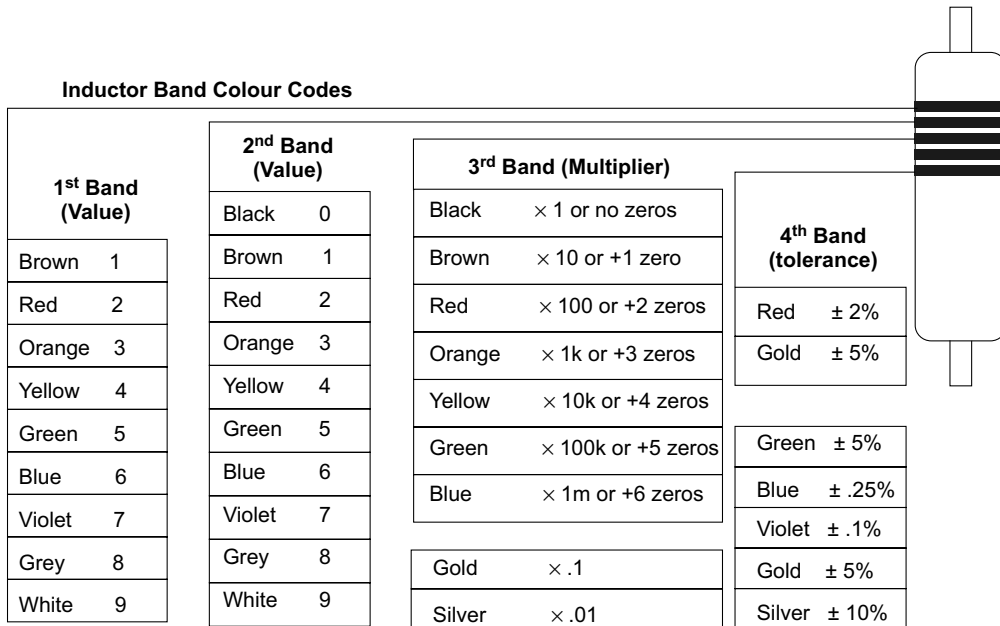 Inductor Band Colour Codes
1st Band
(Value)
Brown 1
Red 2
Orange 3
Yellow 4
Green 5
Blue 6
Violet 7
Grey 8
White 9
2nd Band
(Value)
Black 0
Brown 1
Red 2
Orange 3
Yellow 4
Green 5
Blue 6
Violet 7
Grey 8
White 9
3rd Band (Multiplier)
Black × 1 or no zeros
Brown × 10 or +1 zero
Red × 100 or +2 zeros
Orange × 1k or +3 zeros
Yellow × 10k or +4 zeros
Green × 100k or +5 zeros
Blue × 1m or +6 zeros
Gold × .1
Silver × .01
4th Band
(tolerance)
Red ± 2%
Gold ± 5%
Green ± 5%
Blue ± .25%
Violet ± .1%
Gold ± 5%
Silver ± 10%